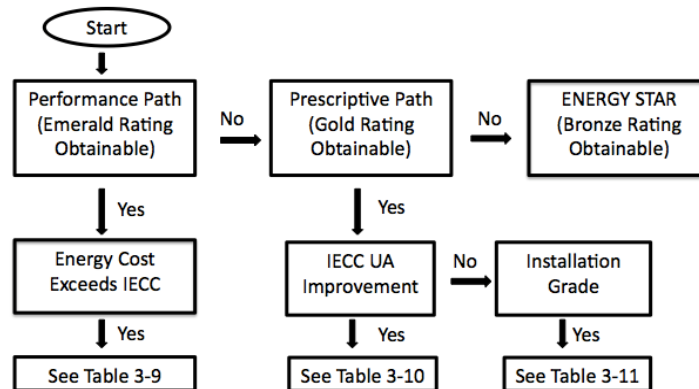 Start
Performance Path
(Emerald Rating
Obtainable)
No
Prescriptive Path
(Gold Rating
Obtainable)
No
ENERGY STAR
(Bronze Rating
Obtainable)
Yes
Yes
Energy Cost
Exceeds IECC
IECC UA
Improvement
No
Installation
Grade
Yes
Yes
Yes
See Table 3-9
See Table 3-10
See Table 3-11